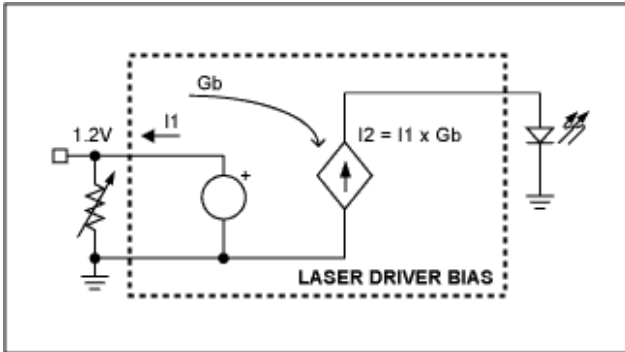 Gb
I1
1.2V
I2 = I1 x Gb
+
LASER DRIVER BIAS